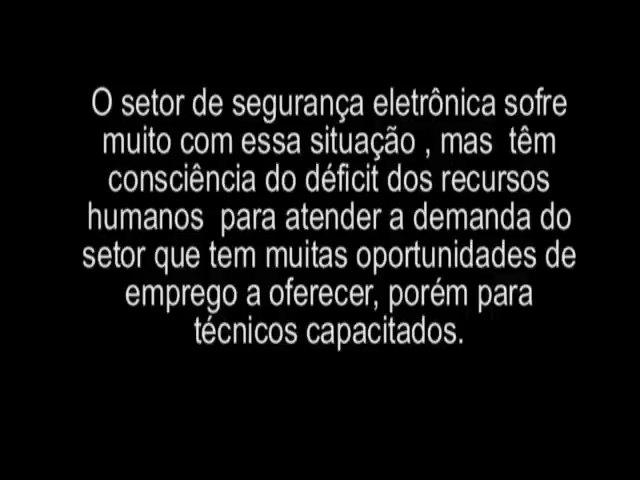 O setor de segurança eletrônica sofre
muito com essa situação , mas  têm
consciência do déficit dos recursos
humanos  para atender a demanda do
setor que tem muitas oportunidades de
emprego a oferecer, porém para
técnicos capacitados.